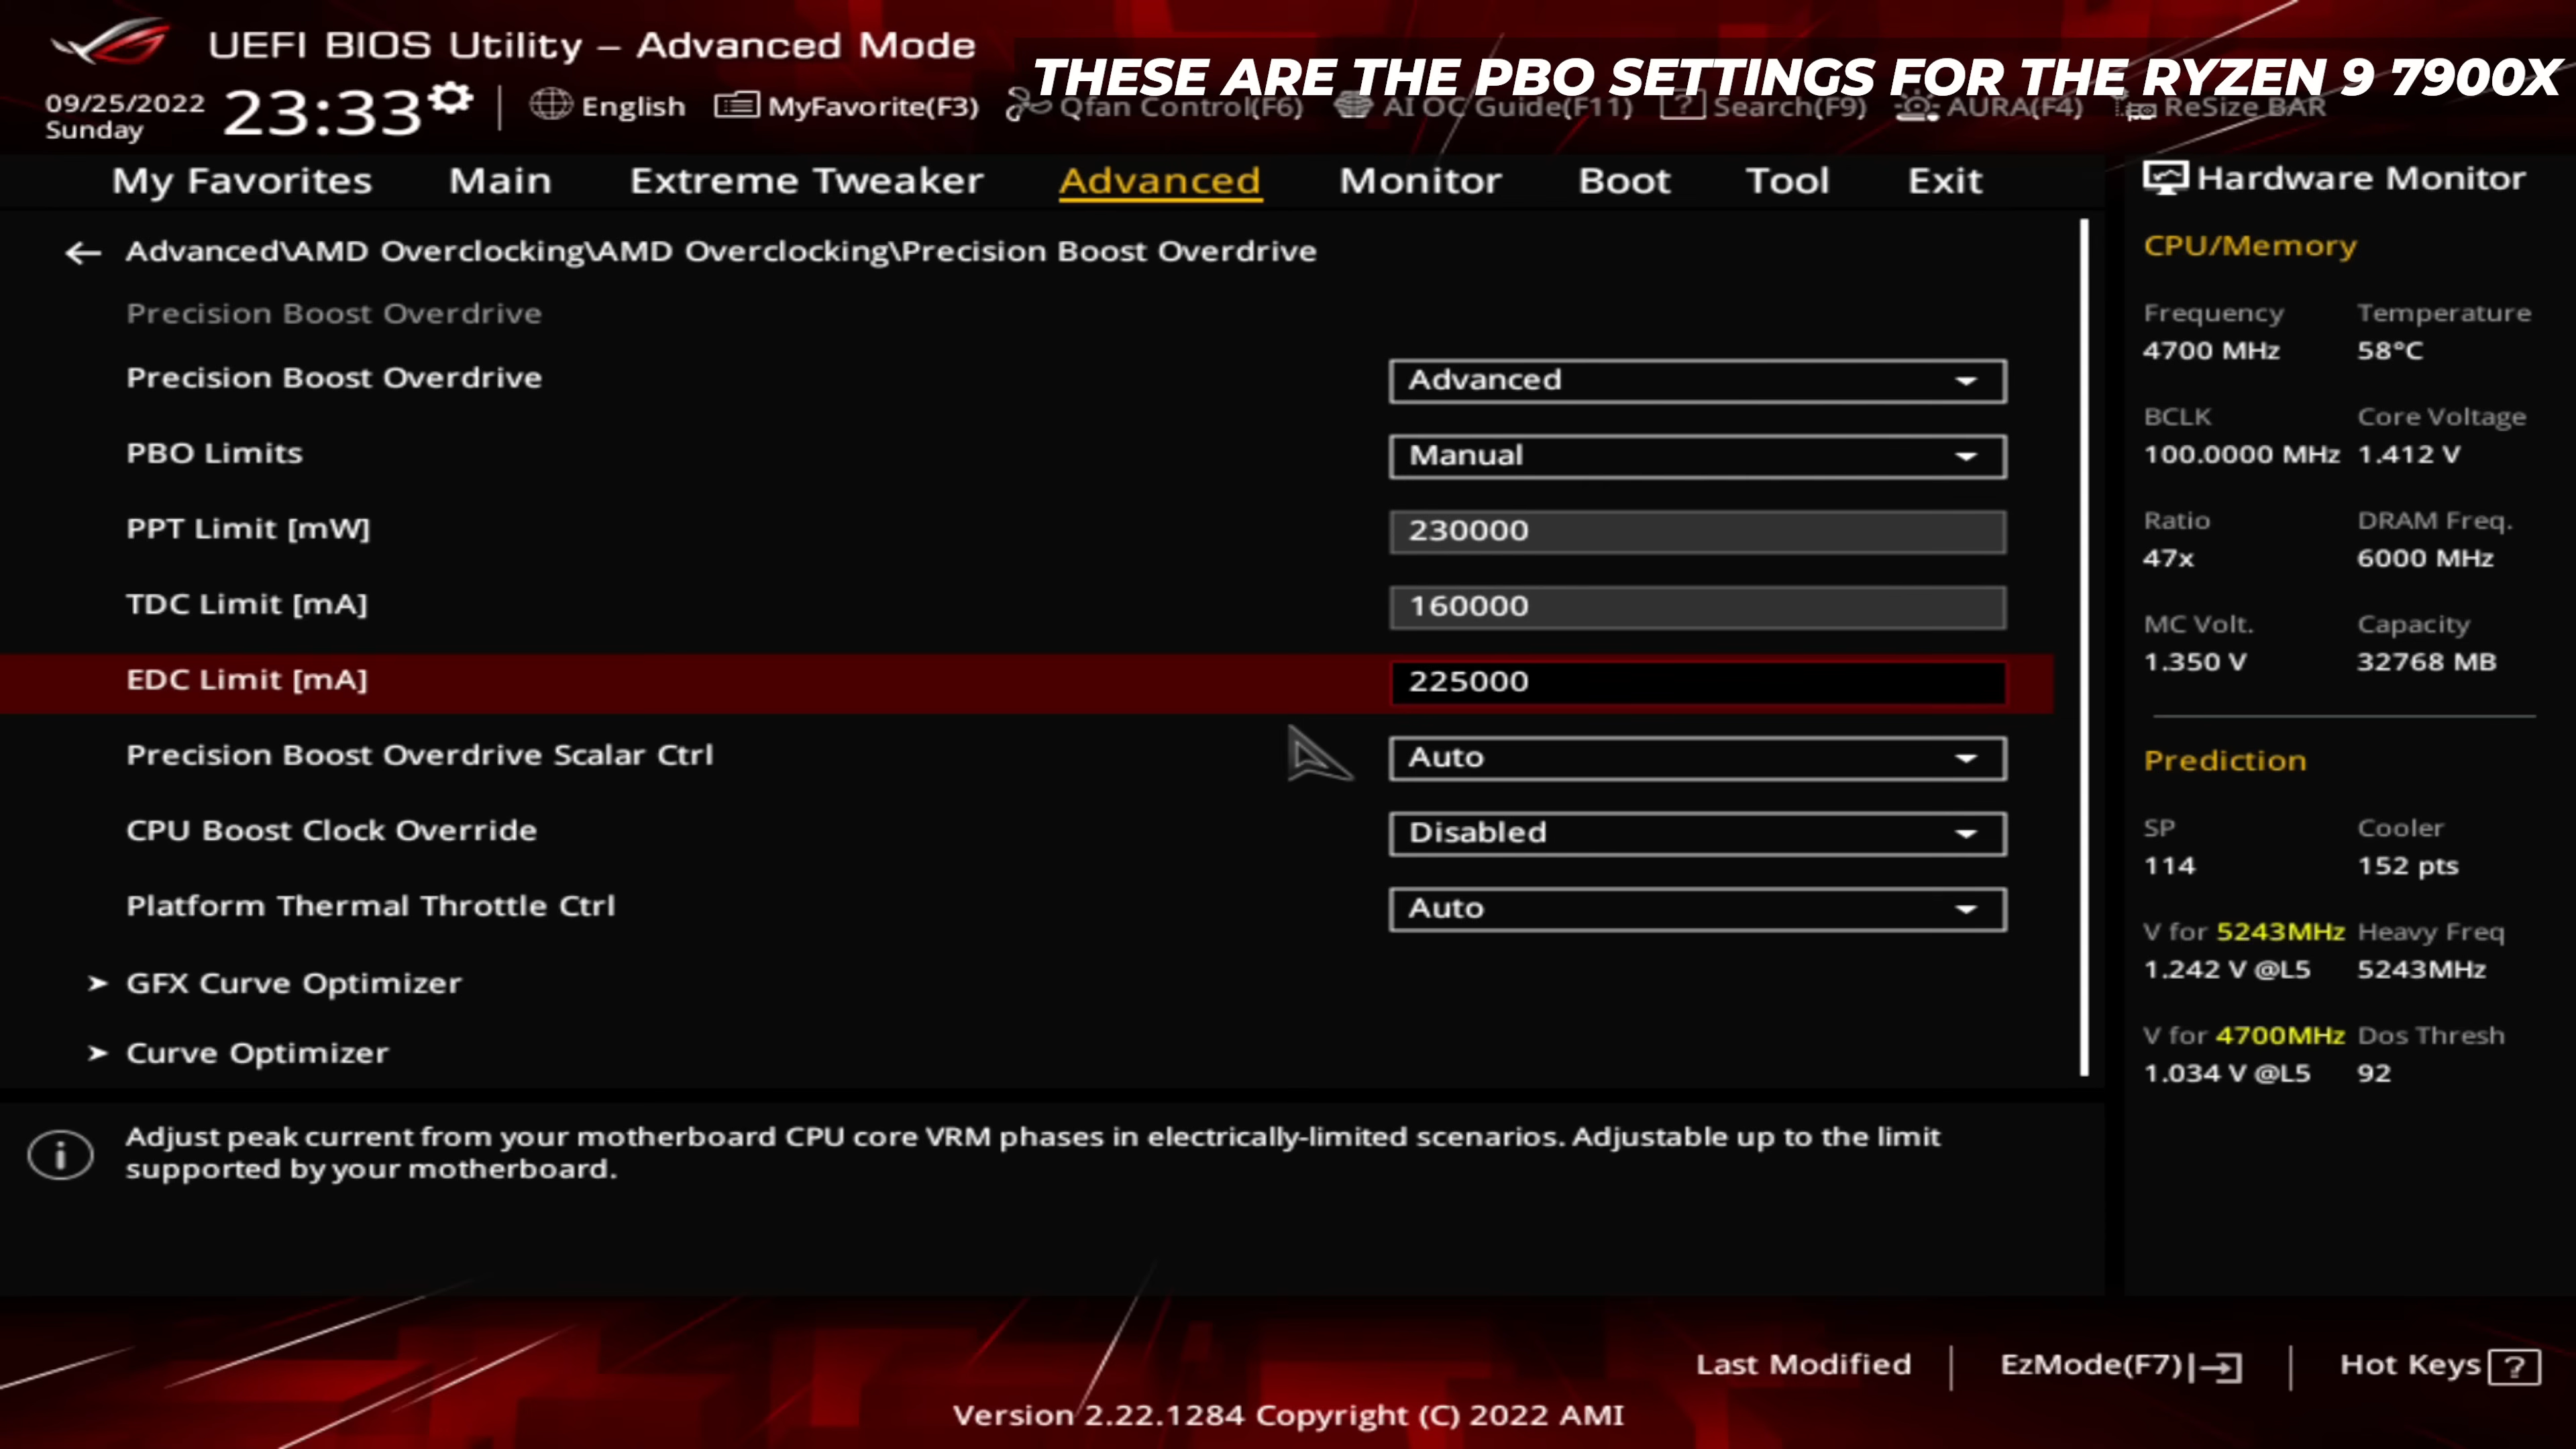 UEFI BIOS Utility – Advanced Mode
THESE ARE THE PBO SETTINGS FOR THE RYZEN 9 7900X
09/25/2022
Sunday
23:33
English
MyFavorite(F3)
Qfan Control(F6)
AI OC Guide(F11)
? Search(F9)
AURA(F4)
ReSize BAR
My Favorites
Main
Extreme Tweaker
Advanced
Monitor
Boot
Tool
Exit
Advanced\AMD Overclocking\AMD Overclocking\Precision Boost Overdrive
Precision Boost Overdrive
Precision Boost Overdrive Advanced
PBO Limits Manual
PPT Limit [mW] 230000
TDC Limit [mA] 160000
EDC Limit [mA] 225000
Precision Boost Overdrive Scalar Ctrl Auto
CPU Boost Clock Override Disabled
Platform Thermal Throttle Ctrl Auto
GFX Curve Optimizer
Curve Optimizer
Adjust peak current from your motherboard CPU core VRM phases in electrically-limited scenarios. Adjustable up to the limit
supported by your motherboard.
Hardware Monitor
CPU/Memory
Frequency Temperature
4700 MHz 58°C
BCLK Core Voltage
100.0000 MHz 1.412 V
Ratio DRAM Freq.
47x 6000 MHz
MC Volt. Capacity
1.350 V 32768 MB
Prediction
SP Cooler
114 152 pts
V for 5243MHz Heavy Freq
1.242 V @L5 5243MHz
V for 4700MHz Dos Thresh
1.034 V @L5 92
Last Modified
EzMode(F7)
Hot Keys ?
Version 2.22.1284 Copyright (C) 2022 AMI